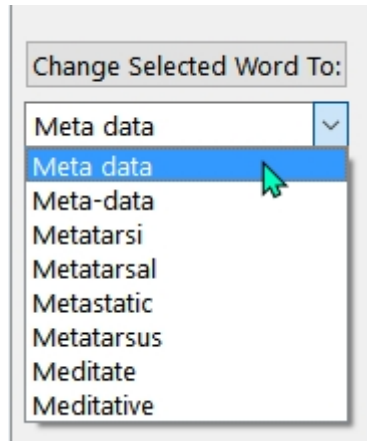 Change Selected Word To:
Meta data
Meta data
Meta-data
Metatarsi
Metatarsal
Metastatic
Metatarsus
Meditate
Meditative